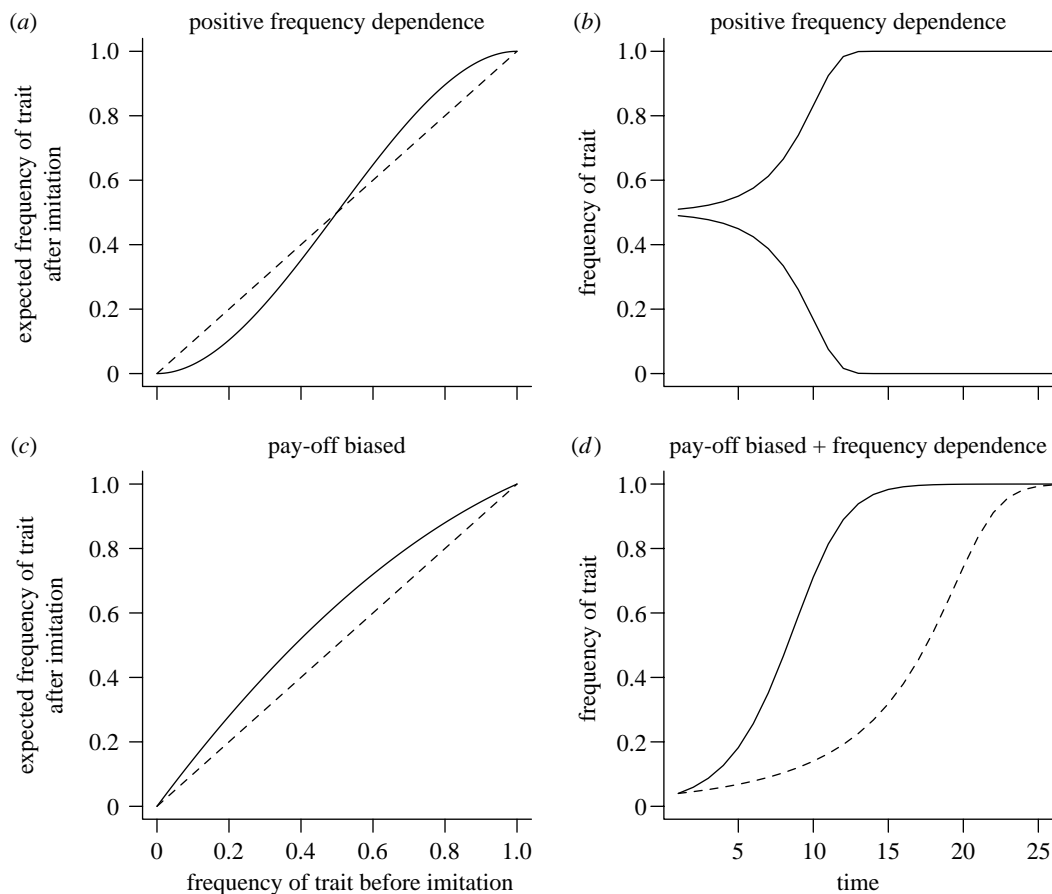 (a) positive frequency dependence
1.0
0.8
0.6
0.4
0.2
0
expected frequency of trait
after imitation
(b) positive frequency dependence
1.0
0.8
0.6
0.4
0.2
0
frequency of trait
(c) pay-off biased
1.0
0.8
0.6
0.4
0.2
0
expected frequency of trait
after imitation
0 0.2 0.4 0.6 0.8 1.0
frequency of trait before imitation
(d) pay-off biased + frequency dependence
1.0
0.8
0.6
0.4
0.2
0
frequency of trait
5 10 15 20 25
time